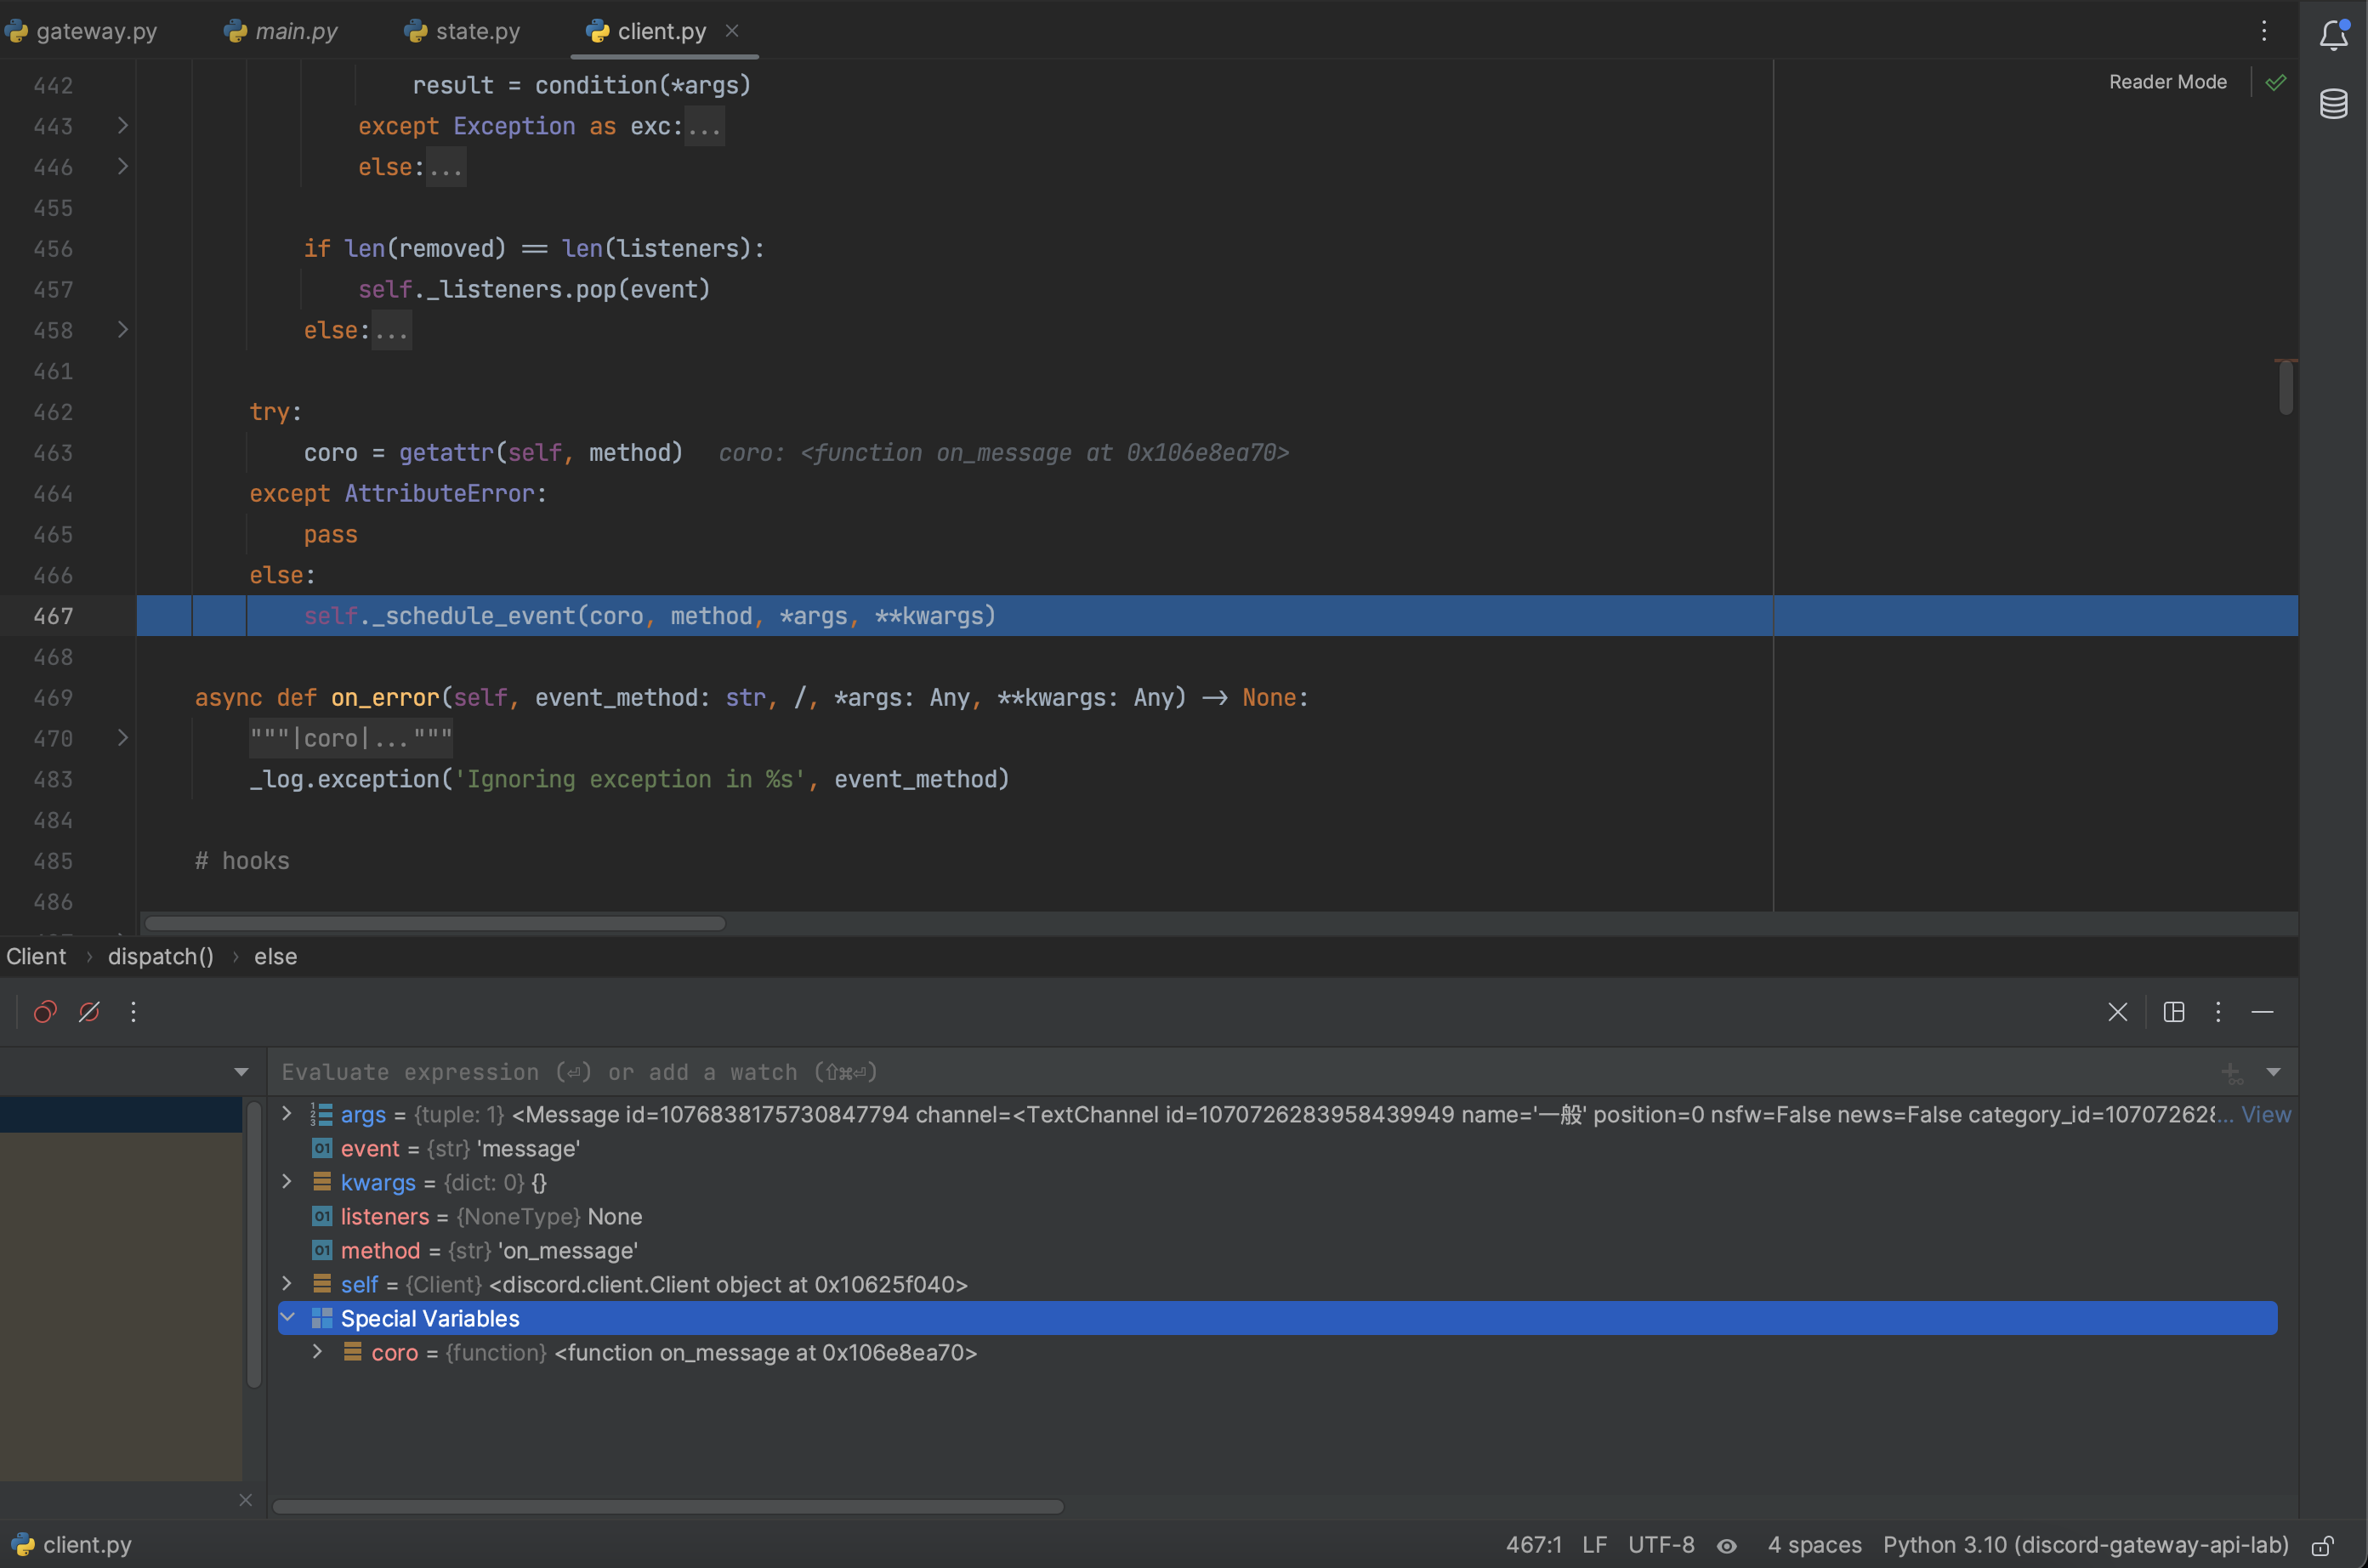 gateway.py main.py state.py client.py
Reader Mode
442 result = condition(*args)
443 except Exception as exc:...
446 else:...
455
456 if len(removed) == len(listeners):
457 self._listeners.pop(event)
458 else:...
461
462 try:
463 coro = getattr(self, method) coro: <function on_message at 0x106e8ea70>
464 except AttributeError:
465 pass
466 else:
467 self._schedule_event(coro, method, *args, **kwargs)
468
469 async def on_error(self, event_method: str, /, *args: Any, **kwargs: Any) -> None:
470 """|coro|..."""
483 _log.exception('Ignoring exception in %s', event_method)
484
485 # hooks
486
Client › dispatch() › else
Evaluate expression (⏎) or add a watch (⇧⌘⏎)
args = {tuple: 1} <Message id=1076838175730847794 channel=<TextChannel id=1070726283958439949 name='一般' position=0 nsfw=False news=False category_id=10707262... View
event = {str} 'message'
kwargs = {dict: 0} {}
listeners = {NoneType} None
method = {str} 'on_message'
self = {Client} <discord.client.Client object at 0x10625f040>
Special Variables
coro = {function} <function on_message at 0x106e8ea70>
client.py 467:1 LF UTF-8 4 spaces Python 3.10 (discord-gateway-api-lab)